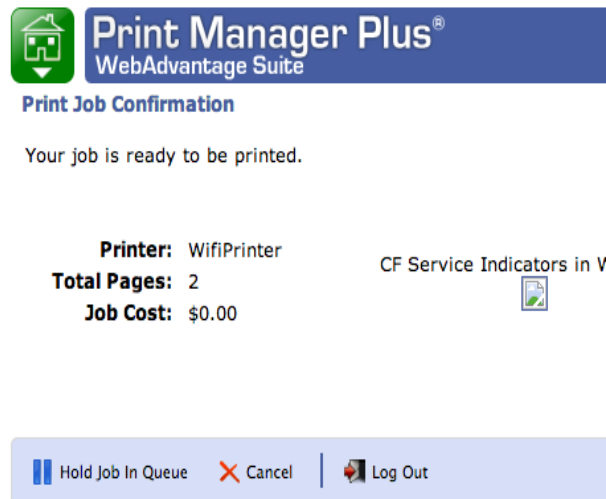 Print Manager Plus®
WebAdvantage Suite
Print Job Confirmation
Your job is ready to be printed.
Printer: WifiPrinter
Total Pages: 2
Job Cost: $0.00
CF Service Indicators in
Hold Job In Queue Cancel Log Out